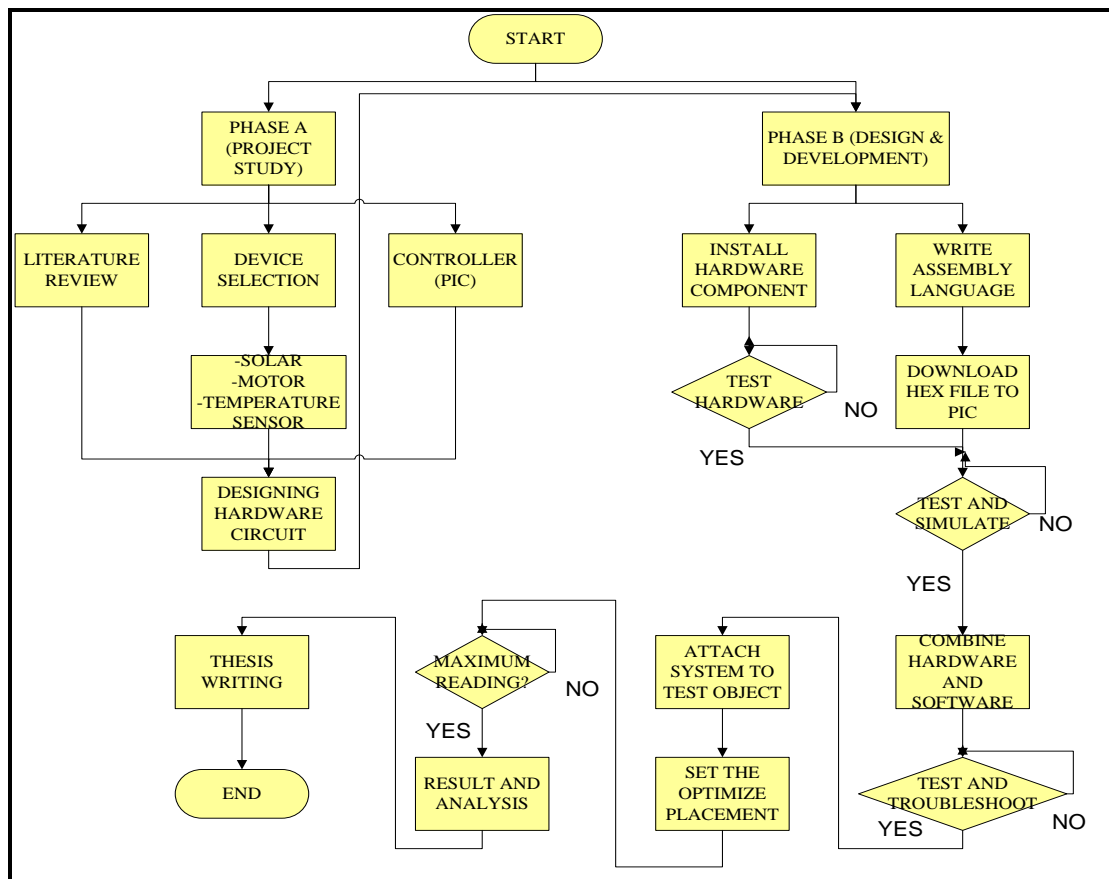 START
PHASE A
(PROJECT
STUDY)
PHASE B (DESIGN &
DEVELOPMENT)
LITERATURE
REVIEW
DEVICE
SELECTION
CONTROLLER
(PIC)
INSTALL
HARDWARE
COMPONENT
WRITE
ASSEMBLY
LANGUAGE
-SOLAR
-MOTOR
-TEMPERATURE
SENSOR
TEST
HARDWARE
NO
YES
DOWNLOAD
HEX FILE TO
PIC
DESIGNING
HARDWARE
CIRCUIT
TEST AND
SIMULATE
NO
YES
THESIS
WRITING
MAXIMUM
READING?
NO
YES
ATTACH
SYSTEM TO
TEST OBJECT
COMBINE
HARDWARE
AND
SOFTWARE
END
RESULT AND
ANALYSIS
SET THE
OPTIMIZE
PLACEMENT
TEST AND
TROUBLESHOOT
YES
NO